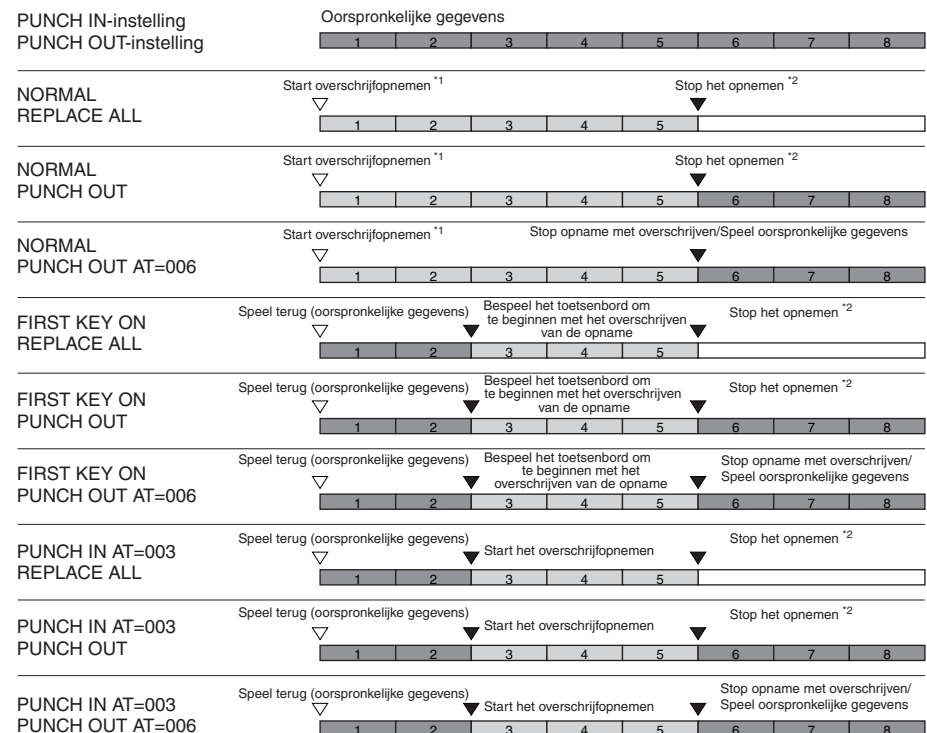 PUNCH IN-instelling
PUNCH OUT-instelling
Oorspronkelijke gegevens
1 2 3 4 5 6 7 8
NORMAL
REPLACE ALL
Start overschrijfopnemen *1
Stop het opnemen *2
1 2 3 4 5
NORMAL
PUNCH OUT
Start overschrijfopnemen *1
Stop het opnemen *2
1 2 3 4 5 6 7 8
NORMAL
PUNCH OUT AT=006
Start overschrijfopnemen *1
Stop opname met overschrijven/Speel oorspronkelijke gegevens
1 2 3 4 5 6 7 8
FIRST KEY ON
REPLACE ALL
Speel terug (oorspronkelijke gegevens)
Bespeel het toetsenbord om
te beginnen met het overschrijven
van de opname
Stop het opnemen *2
1 2 3 4 5
FIRST KEY ON
PUNCH OUT
Speel terug (oorspronkelijke gegevens)
Bespeel het toetsenbord om
te beginnen met het overschrijven
van de opname
Stop het opnemen *2
1 2 3 4 5 6 7 8
FIRST KEY ON
PUNCH OUT AT=006
Speel terug (oorspronkelijke gegevens)
Bespeel het toetsenbord om
te beginnen met het
overschrijven van de opname
Stop opname met overschrijven/
Speel oorspronkelijke gegevens
1 2 3 4 5 6 7 8
PUNCH IN AT=003
REPLACE ALL
Speel terug (oorspronkelijke gegevens)
Start het overschrijfopnemen
Stop het opnemen *2
1 2 3 4 5
PUNCH IN AT=003
PUNCH OUT
Speel terug (oorspronkelijke gegevens)
Start het overschrijfopnemen
Stop het opnemen *2
1 2 3 4 5 6 7 8
PUNCH IN AT=003
PUNCH OUT AT=006
Speel terug (oorspronkelijke gegevens)
Start het overschrijfopnemen
Stop opname met overschrijven/
Speel oorspronkelijke gegevens
1 2 3 4 5 6 7 8